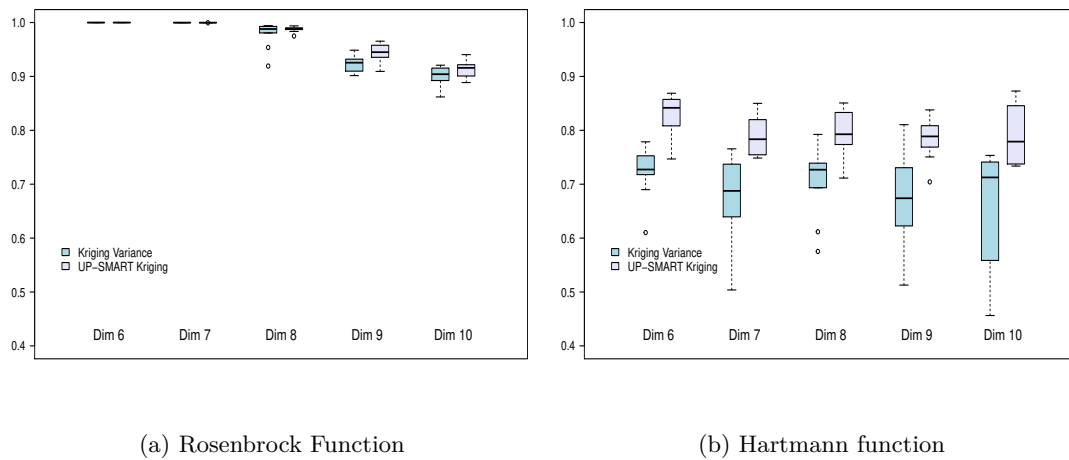 1.0
0.9
0.8
0.7
0.6
0.5
0.4
Kriging Variance
UP−SMART Kriging
Dim 6 Dim 7 Dim 8 Dim 9 Dim 10
1.0
0.9
0.8
0.7
0.6
0.5
0.4
Kriging Variance
UP−SMART Kriging
Dim 6 Dim 7 Dim 8 Dim 9 Dim 10
(a) Rosenbrock Function
(b) Hartmann function